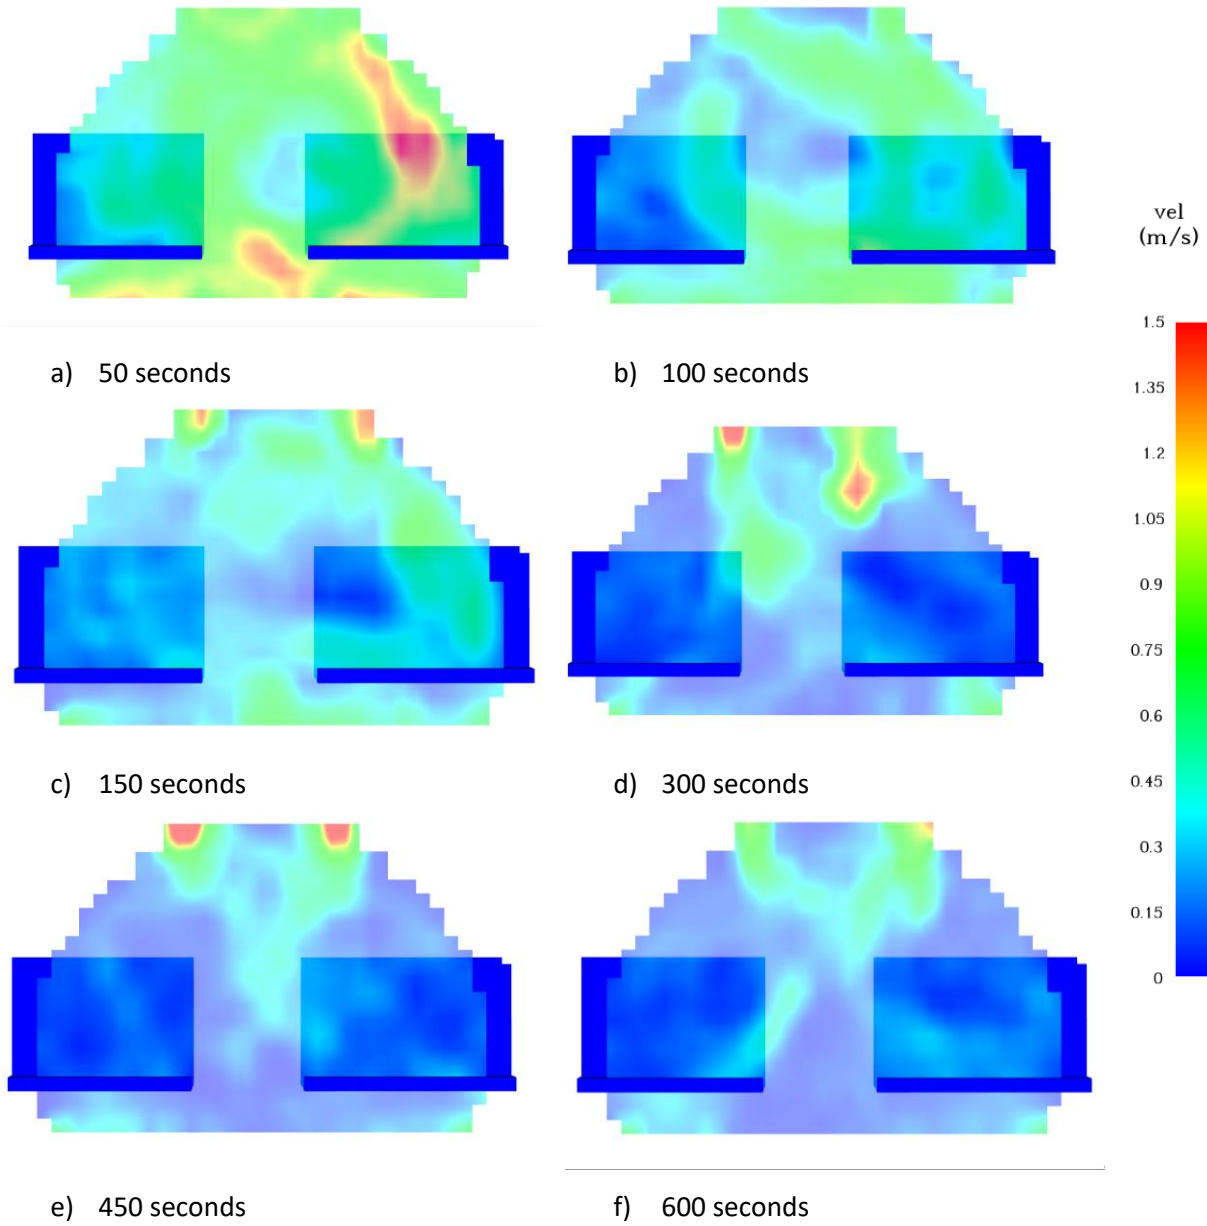 a) 50 seconds
b) 100 seconds
vel
(m/s)
1.5
1.35
1.2
1.05
0.9
0.75
0.6
0.45
0.3
0.15
0
c) 150 seconds
d) 300 seconds
e) 450 seconds
f) 600 seconds